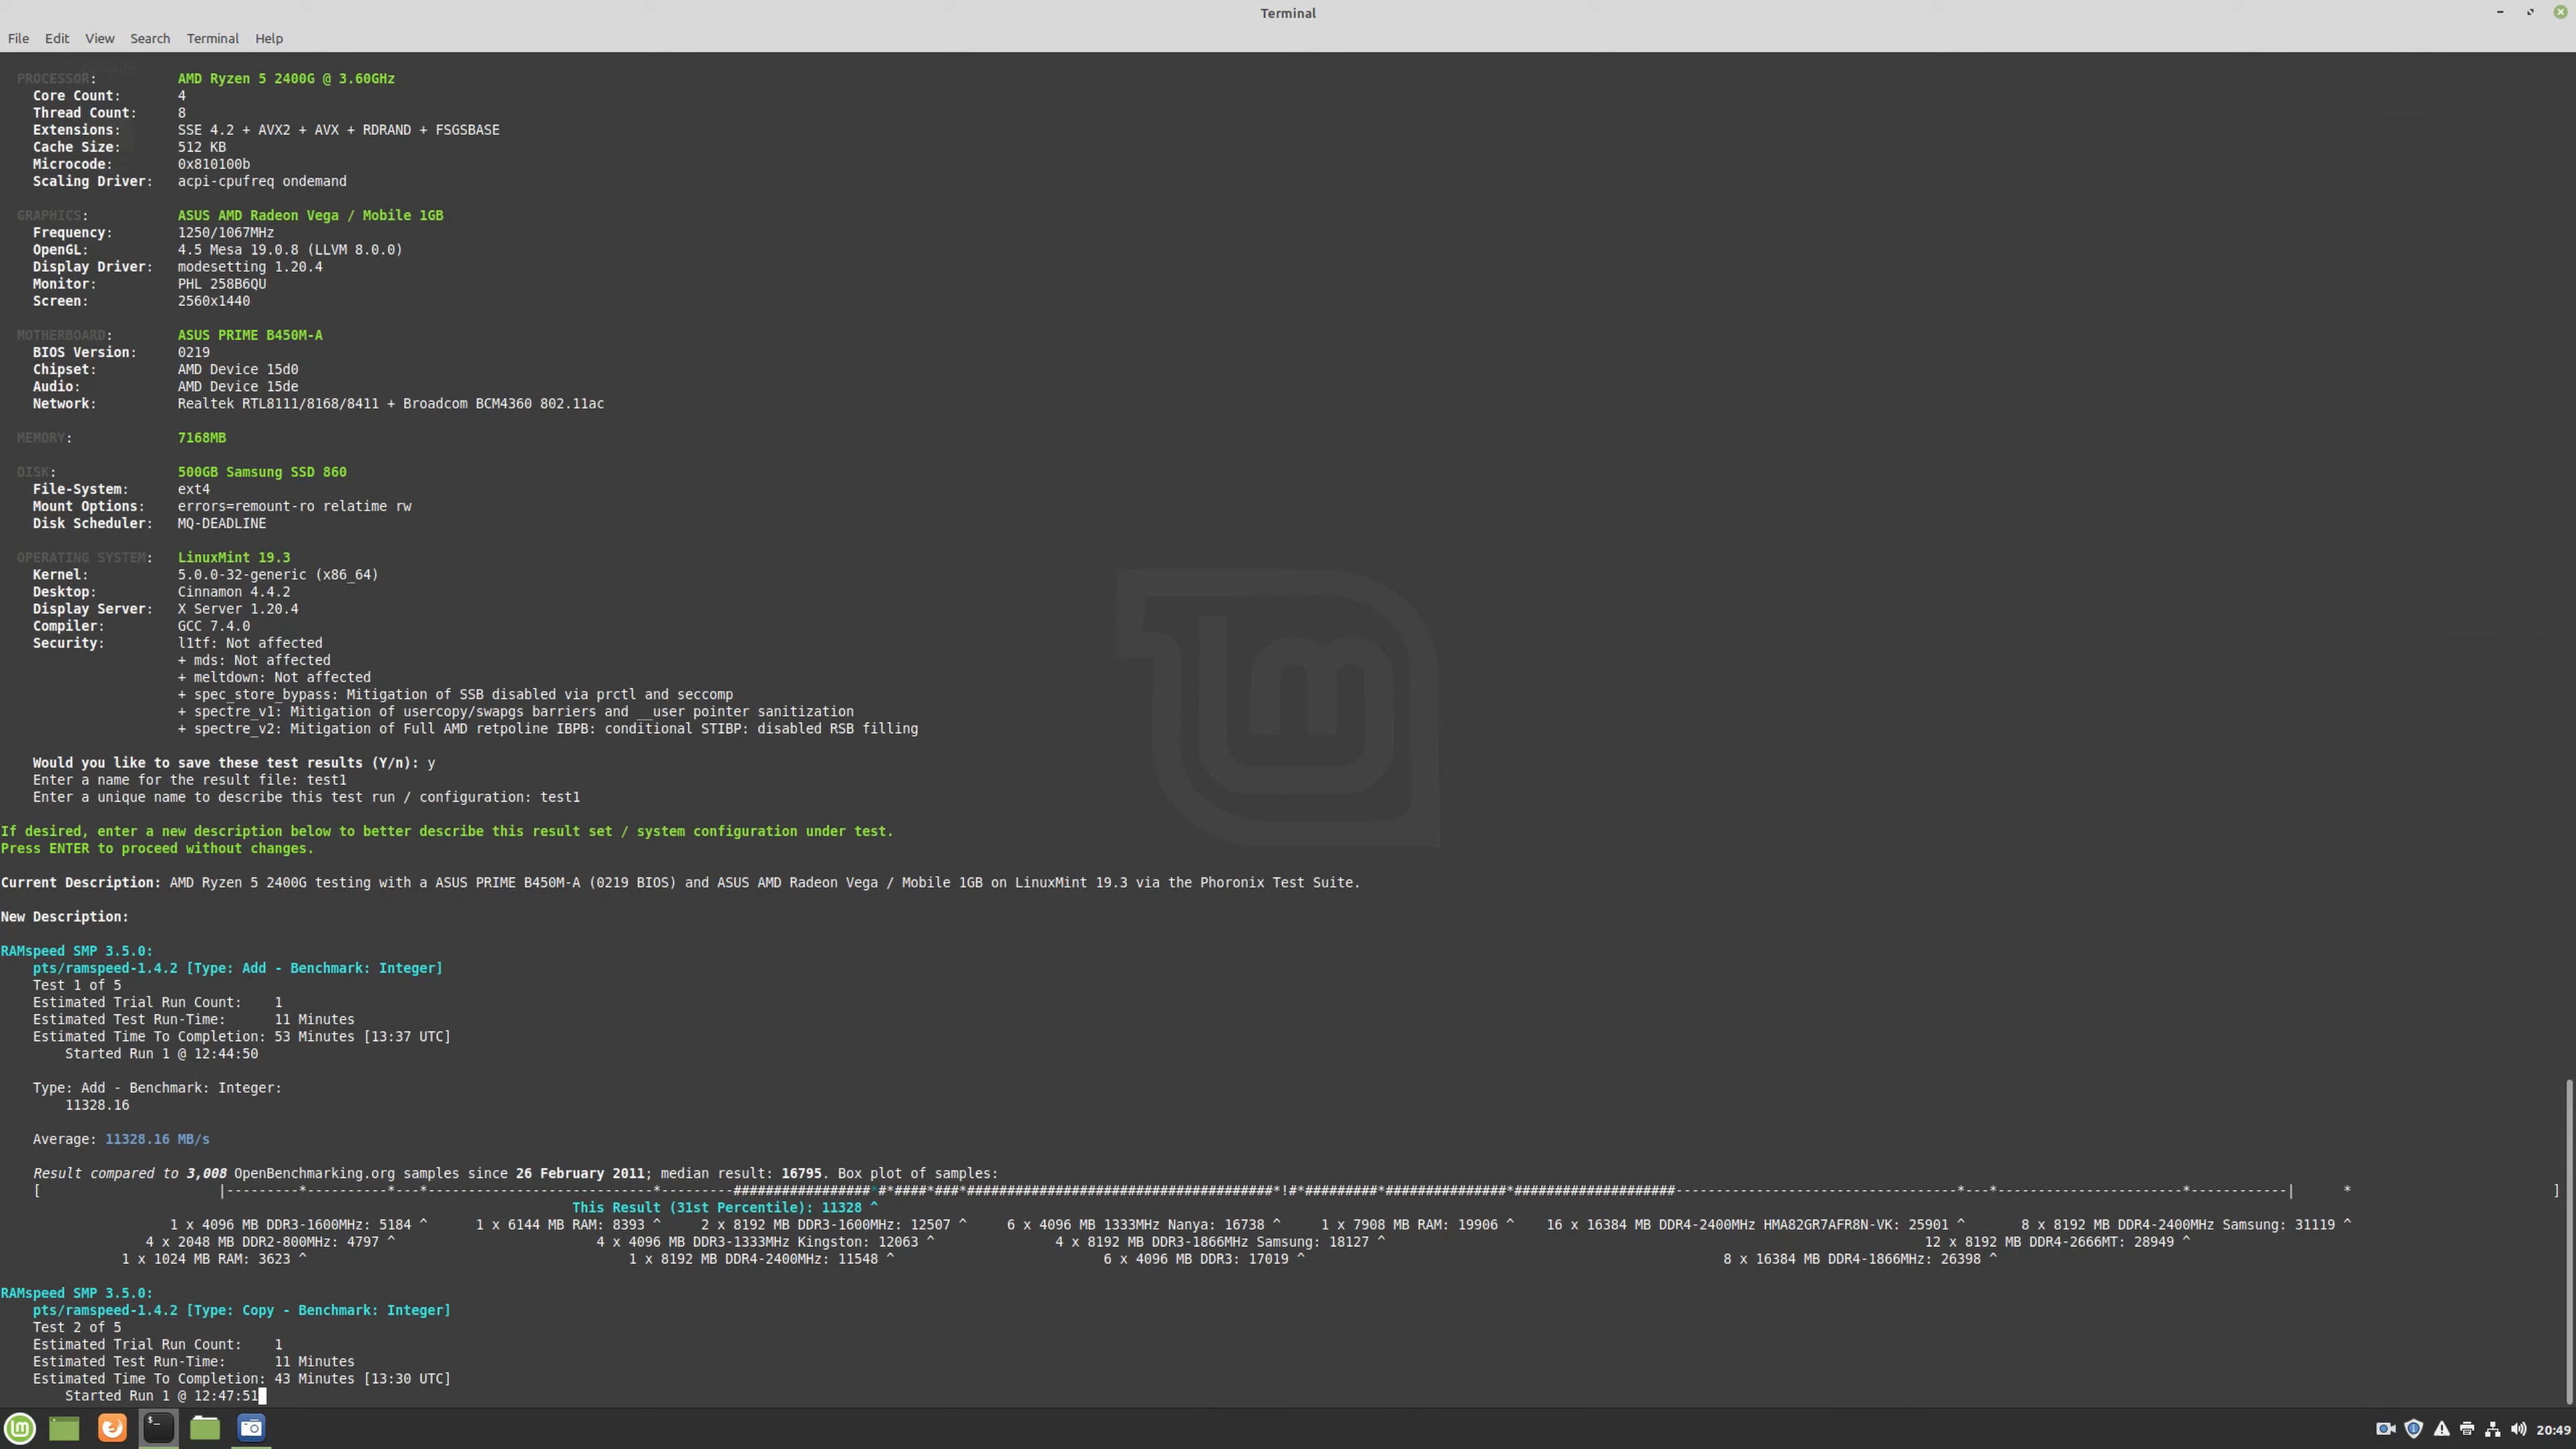 Terminal
File Edit View Search Terminal Help
PROCESSOR: AMD Ryzen 5 2400G @ 3.60GHz
Core Count: 4
Thread Count: 8
Extensions: SSE 4.2 + AVX2 + AVX + RDRAND + FSGSBASE
Cache Size: 512 KB
Microcode: 0x810100b
Scaling Driver: acpi-cpufreq ondemand
GRAPHICS: ASUS AMD Radeon Vega / Mobile 1GB
Frequency: 1250/1067MHz
OpenGL: 4.5 Mesa 19.0.8 (LLVM 8.0.0)
Display Driver: modesetting 1.20.4
Monitor: PHL 258B6QU
Screen: 2560x1440
MOTHERBOARD: ASUS PRIME B450M-A
BIOS Version: 0219
Chipset: AMD Device 15d0
Audio: AMD Device 15de
Network: Realtek RTL8111/8168/8411 + Broadcom BCM4360 802.11ac
MEMORY: 7168MB
DISK: 500GB Samsung SSD 860
File-System: ext4
Mount Options: errors=remount-ro relatime rw
Disk Scheduler: MQ-DEADLINE
OPERATING SYSTEM: LinuxMint 19.3
Kernel: 5.0.0-32-generic (x86_64)
Desktop: Cinnamon 4.4.2
Display Server: X Server 1.20.4
Compiler: GCC 7.4.0
Security: l1tf: Not affected
+ mds: Not affected
+ meltdown: Not affected
+ spec_store_bypass: Mitigation of SSB disabled via prctl and seccomp
+ spectre_v1: Mitigation of usercopy/swapgs barriers and __user pointer sanitization
+ spectre_v2: Mitigation of Full AMD retpoline IBPB: conditional STIBP: disabled RSB filling
Would you like to save these test results (Y/n): y
Enter a name for the result file: test1
Enter a unique name to describe this test run / configuration: test1
If desired, enter a new description below to better describe this result set / system configuration under test.
Press ENTER to proceed without changes.
Current Description: AMD Ryzen 5 2400G testing with a ASUS PRIME B450M-A (0219 BIOS) and ASUS AMD Radeon Vega / Mobile 1GB on LinuxMint 19.3 via the Phoronix Test Suite.
New Description:
RAMspeed SMP 3.5.0:
pts/ramspeed-1.4.2 [Type: Add - Benchmark: Integer]
Test 1 of 5
Estimated Trial Run Count: 1
Estimated Test Run-Time: 11 Minutes
Estimated Time To Completion: 53 Minutes [13:37 UTC]
Started Run 1 @ 12:44:50
Type: Add - Benchmark: Integer:
11328.16
Average: 11328.16 MB/s
Result compared to 3,008 OpenBenchmarking.org samples since 26 February 2011; median result: 16795. Box plot of samples:
[ |---------*----------*---*----------------------------*---------#################*#*####*###*######################################*!#*#########*###############*####################-----------------------------------*---*-----------------------*------------| * ]
This Result (31st Percentile): 11328 ^
1 x 4096 MB DDR3-1600MHz: 5184 ^ 1 x 6144 MB RAM: 8393 ^ 2 x 8192 MB DDR3-1600MHz: 12507 ^ 6 x 4096 MB 1333MHz Nanya: 16738 ^ 1 x 7908 MB RAM: 19906 ^ 16 x 16384 MB DDR4-2400MHz HMA82GR7AFR8N-VK: 25901 ^ 8 x 8192 MB DDR4-2400MHz Samsung: 31119 ^
4 x 2048 MB DDR2-800MHz: 4797 ^ 4 x 4096 MB DDR3-1333MHz Kingston: 12063 ^ 4 x 8192 MB DDR3-1866MHz Samsung: 18127 ^ 12 x 8192 MB DDR4-2666MT: 28949 ^
1 x 1024 MB RAM: 3623 ^ 1 x 8192 MB DDR4-2400MHz: 11548 ^ 6 x 4096 MB DDR3: 17019 ^ 8 x 16384 MB DDR4-1866MHz: 26398 ^
RAMspeed SMP 3.5.0:
pts/ramspeed-1.4.2 [Type: Copy - Benchmark: Integer]
Test 2 of 5
Estimated Trial Run Count: 1
Estimated Test Run-Time: 11 Minutes
Estimated Time To Completion: 43 Minutes [13:30 UTC]
Started Run 1 @ 12:47:51
20:49